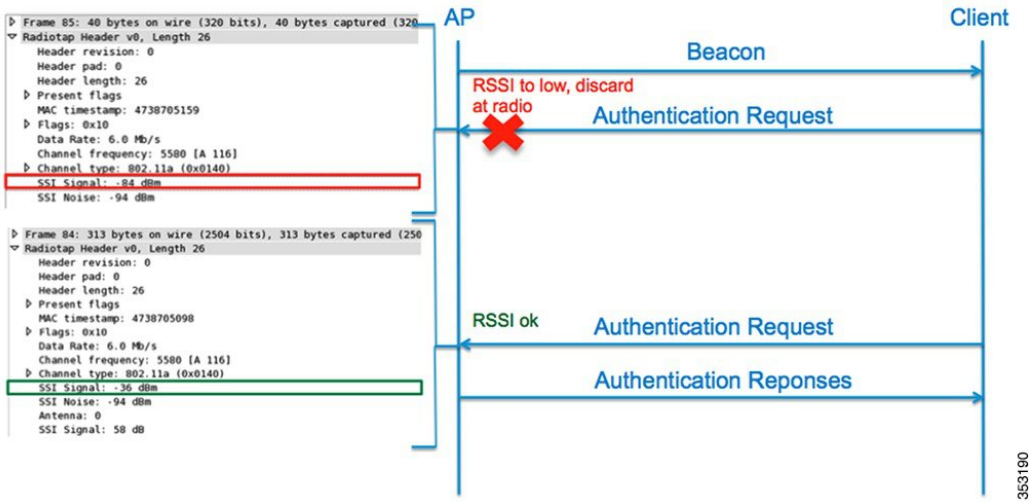 Frame 85: 40 bytes on wire (320 bits), 40 bytes captured (320
Radiotap Header v0, Length 26
Header revision: 0
Header pad: 0
Header length: 26
Present flags
MAC timestamp: 4738705159
Flags: 0x10
Data Rate: 6.0 Mb/s
Channel frequency: 5580 [A 116]
Channel type: 802.11a (0x0140)
SSI Signal: -84 dBm
SSI Noise: -94 dBm
Frame 84: 313 bytes on wire (2504 bits), 313 bytes captured (250
Radiotap Header v0, Length 26
Header revision: 0
Header pad: 0
Header length: 26
Present flags
MAC timestamp: 4738705098
Flags: 0x10
Data Rate: 6.0 Mb/s
Channel frequency: 5580 [A 116]
Channel type: 802.11a (0x0140)
SSI Signal: -36 dBm
SSI Noise: -94 dBm
Antenna: 0
SSI Signal: 58 dB
AP
Client
Beacon
RSSI to low, discard
at radio
Authentication Request
RSSI ok
Authentication Request
Authentication Reponses
353190